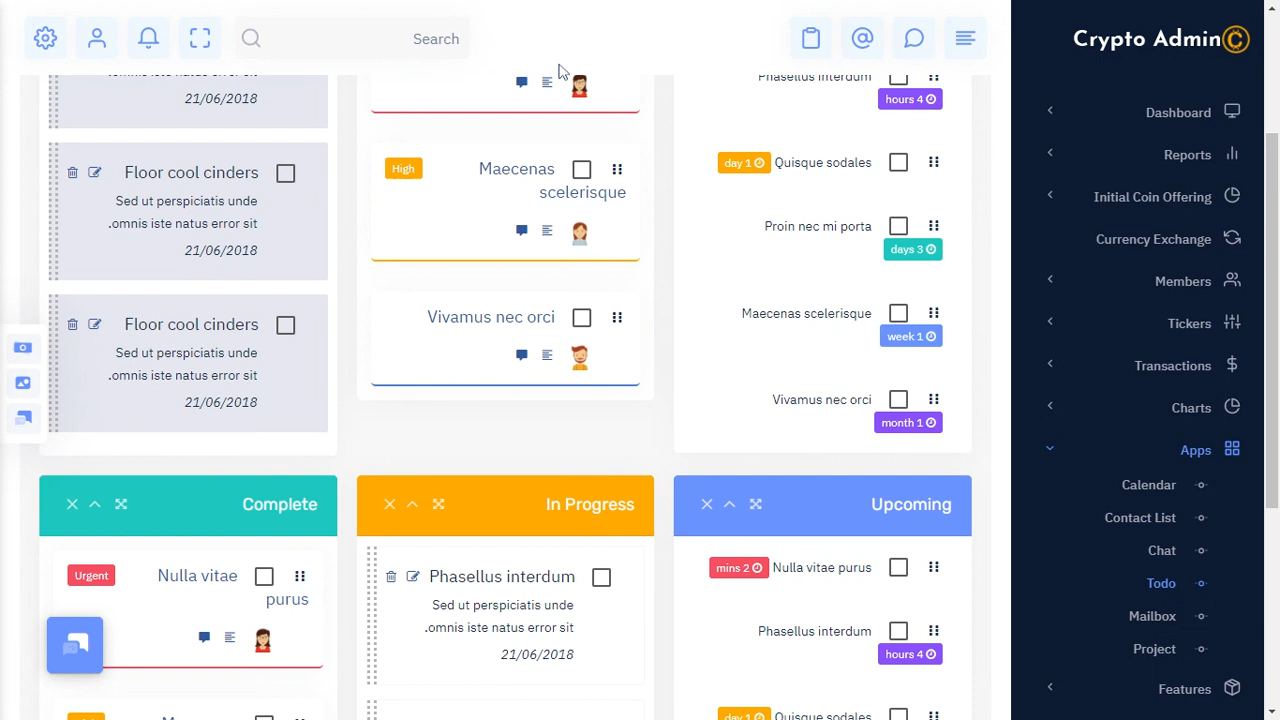 Search
Crypto Admin
Dashboard
Reports
Initial Coin Offering
Currency Exchange
Members
Tickers
Transactions
Charts
Apps
Calendar
Contact List
Chat
Todo
Mailbox
Project
Features
.omnis iste natus error sit
21/06/2018
Floor cool cinders
Sed ut perspiciatis unde
.omnis iste natus error sit
1/06/2018
Floor cool cinders
Sed ut perspiciatis unde
.omnis iste natus error sit
21/06/2018
High
Maecenas
scelerisque
Vivamus nec orci
Phasellus interdum
hours 4
day 1
Quisque sodales
Proin nec mi porta
days 3
Maecenas scelerisque
week 1
Vivamus nec orci
month 1
Complete
Urgent
Nulla vitae
purus
In Progress
Phasellus interdum
Sed ut perspiciatis unde
.omnis iste natus error sit
21/06/2018
Upcoming
mins 2
Nulla vitae purus
Phasellus interdum
hours 4
day 1
Quisque sodales